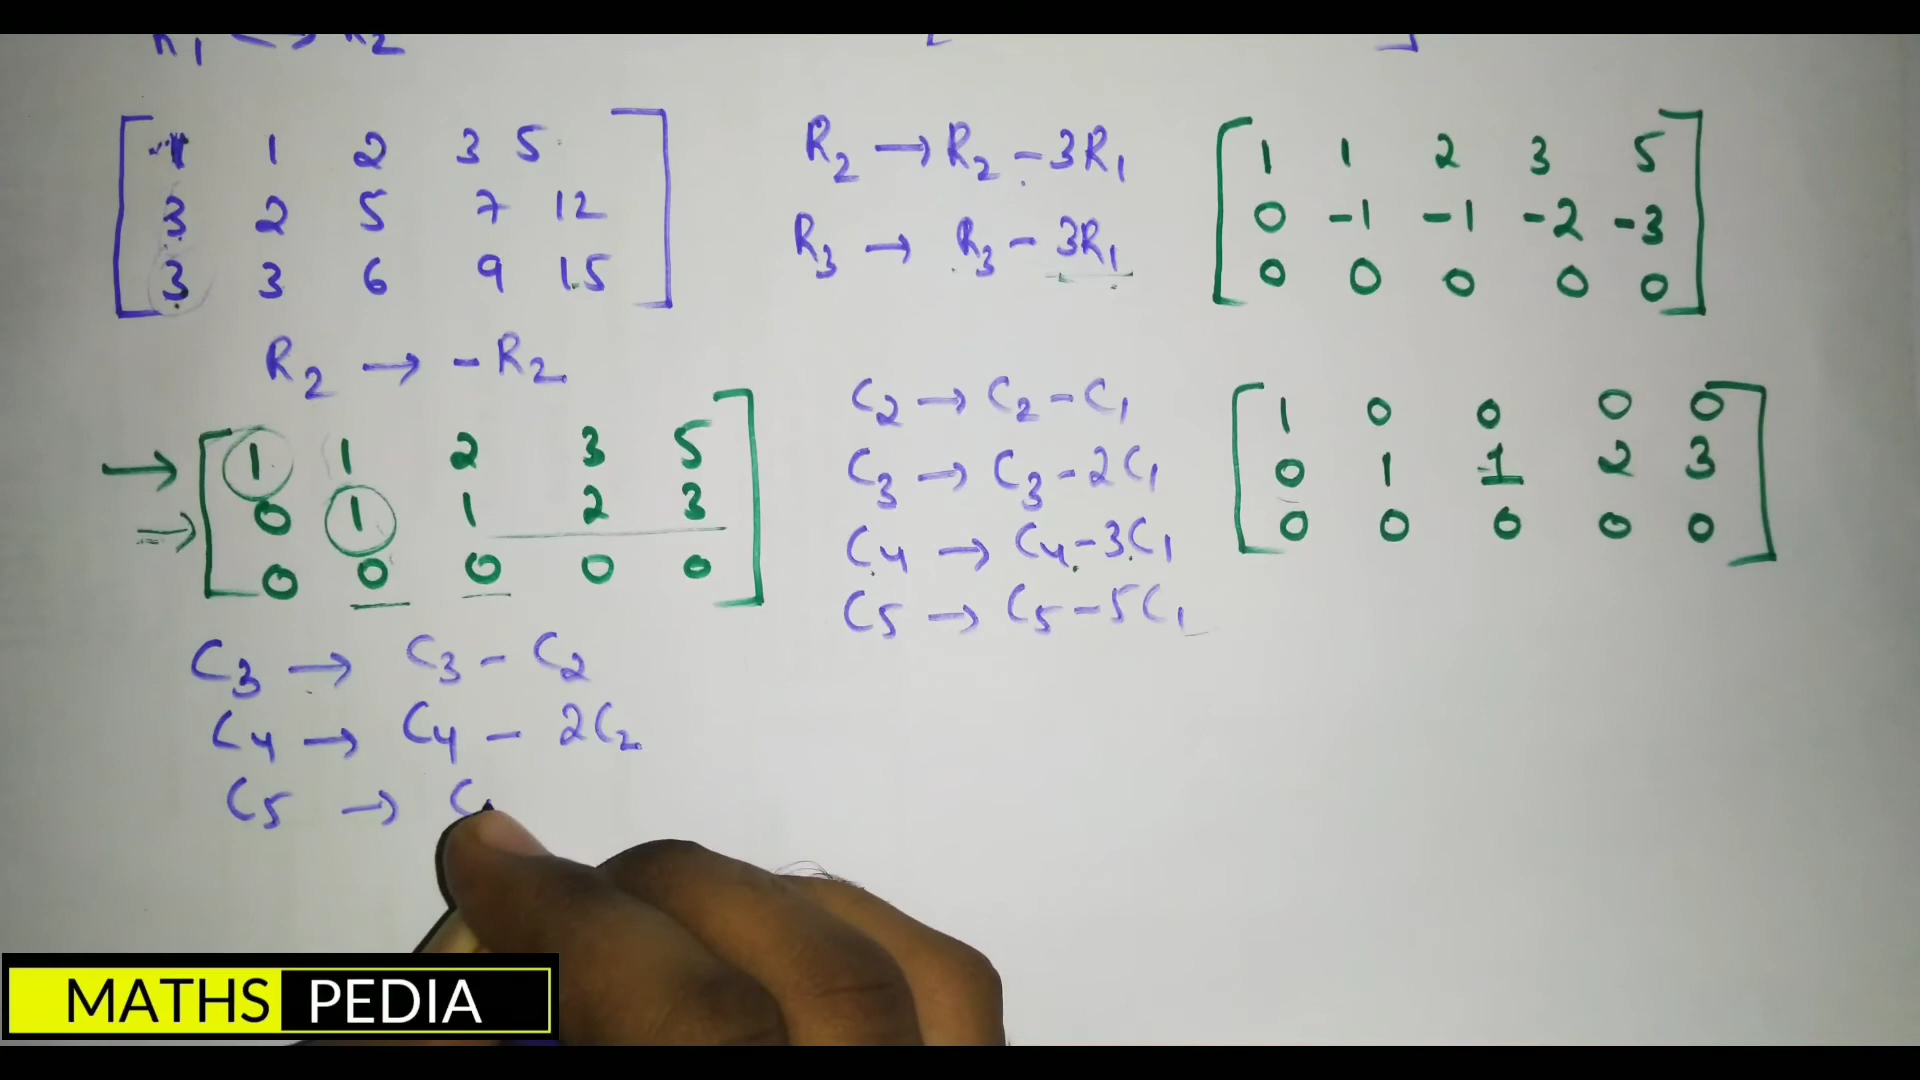 R1 <-> R2
1 1 2 3 5
3 2 5 7 12
3 3 6 9 15
R2 → R2 - 3R1
R3 → R3 - 3R1
1 1 2 3 5
0 -1 -1 -2 -3
0 0 0 0 0
R2 → -R2
1 1 2 3 5
0 1 1 2 3
0 0 0 0 0
C2 → C2 - C1
C3 → C3 - 2C1
C4 → C4 - 3C1
C5 → C5 - 5C1
1 0 0 0 0
0 1 1 2 3
0 0 0 0 0
C3 → C3 - C2
C4 → C4 - 2C2
C5 → C
MATHS PEDIA